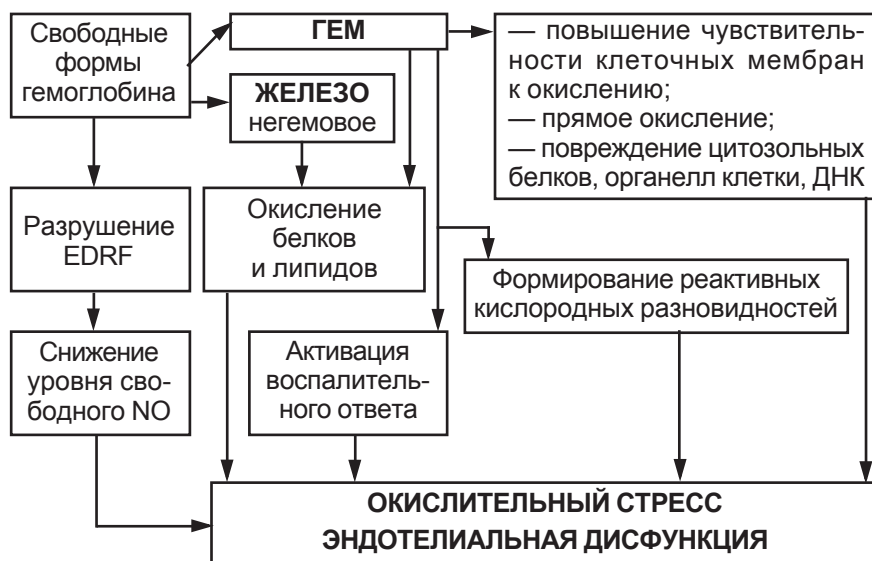 Свободные
формы
гемоглобина
ГЕМ
— повышение чувствитель-
ности клеточных мембран
к окислению;
— прямое окисление;
— повреждение цитозольных
белков, органелл клетки, ДНК
ЖЕЛЕЗО
негемовое
Разрушение
EDRF
Окисление
белков
и липидов
Формирование реактивных
кислородных разновидностей
Снижение
уровня сво-
бодного NO
Активация
воспалитель-
ного ответа
ОКИСЛИТЕЛЬНЫЙ СТРЕСС
ЭНДОТЕЛИАЛЬНАЯ ДИСФУНКЦИЯ